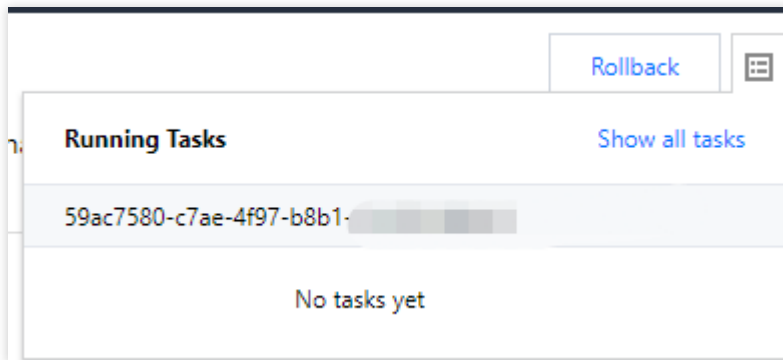 Rollback
Running Tasks
Show all tasks
59ac7580-c7ae-4f97-b8b1-
No tasks yet